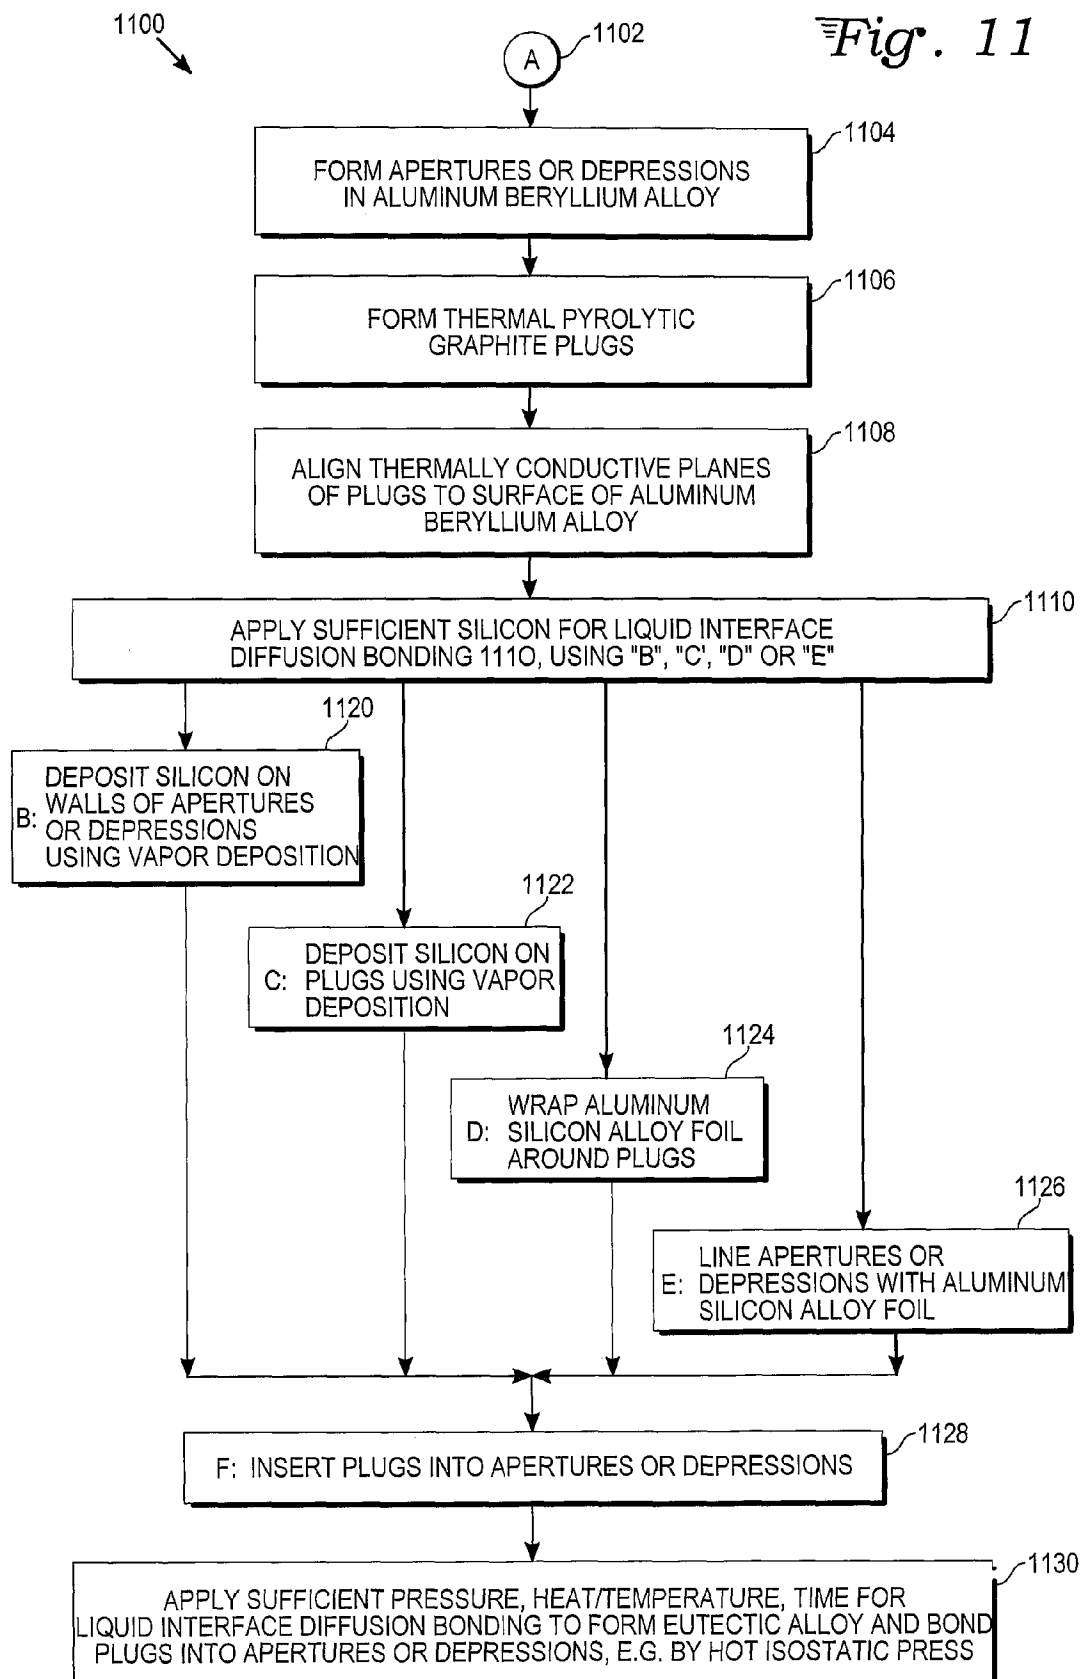 1100
A
1102
Fig. 11
1104
FORM APERTURES OR DEPRESSIONS
IN ALUMINUM BERYLLIUM ALLOY
1106
FORM THERMAL PYROLYTIC
GRAPHITE PLUGS
1108
ALIGN THERMALLY CONDUCTIVE PLANES
OF PLUGS TO SURFACE OF ALUMINUM
BERYLLIUM ALLOY
1110
APPLY SUFFICIENT SILICON FOR LIQUID INTERFACE
DIFFUSION BONDING 1110, USING "B", "C', "D" OR "E"
1120
B: DEPOSIT SILICON ON
WALLS OF APERTURES
OR DEPRESSIONS
USING VAPOR DEPOSITION
1122
C: DEPOSIT SILICON ON
PLUGS USING VAPOR
DEPOSITION
1124
D: WRAP ALUMINUM
SILICON ALLOY FOIL
AROUND PLUGS
1126
E: LINE APERTURES OR
DEPRESSIONS WITH ALUMINUM
SILICON ALLOY FOIL
1128
F: INSERT PLUGS INTO APERTURES OR DEPRESSIONS
1130
APPLY SUFFICIENT PRESSURE, HEAT/TEMPERATURE, TIME FOR
LIQUID INTERFACE DIFFUSION BONDING TO FORM EUTECTIC ALLOY AND BOND
PLUGS INTO APERTURES OR DEPRESSIONS, E.G. BY HOT ISOSTATIC PRESS